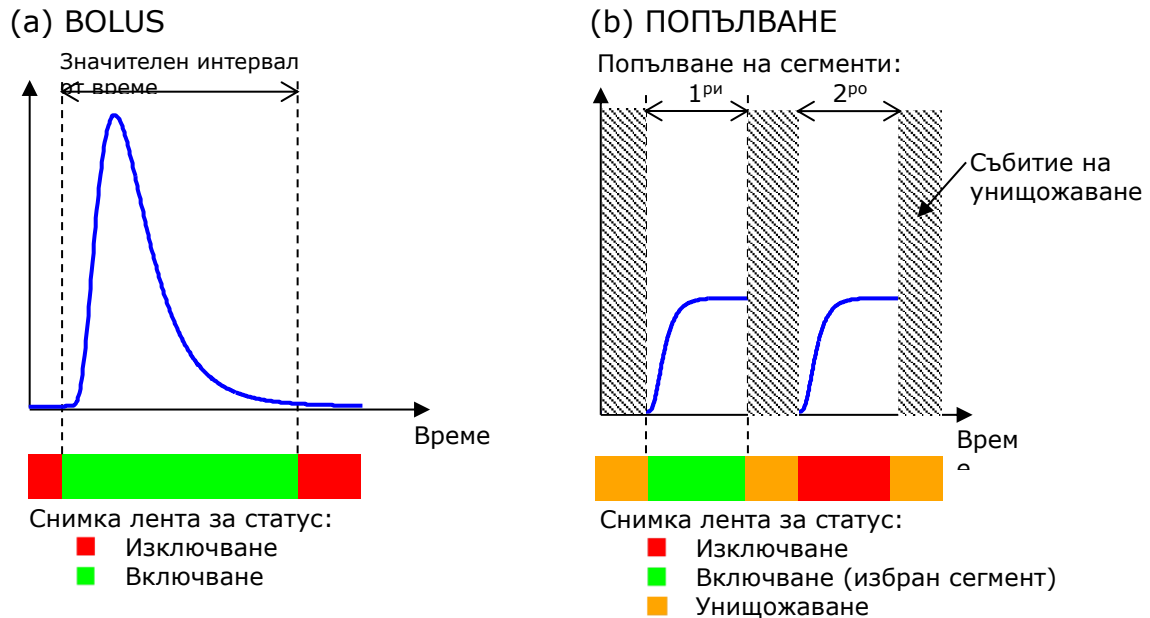 (a) BOLUS
Значителен интервал
от време
Време
Снимка лента за статус:
Изключване
Включване
(b) ПОПЪЛВАНЕ
Попълване на сегменти:
1ри
2ро
Събитие на
унищожаване
Врем
е
Снимка лента за статус:
Изключване
Включване (избран сегмент)
Унищожаване